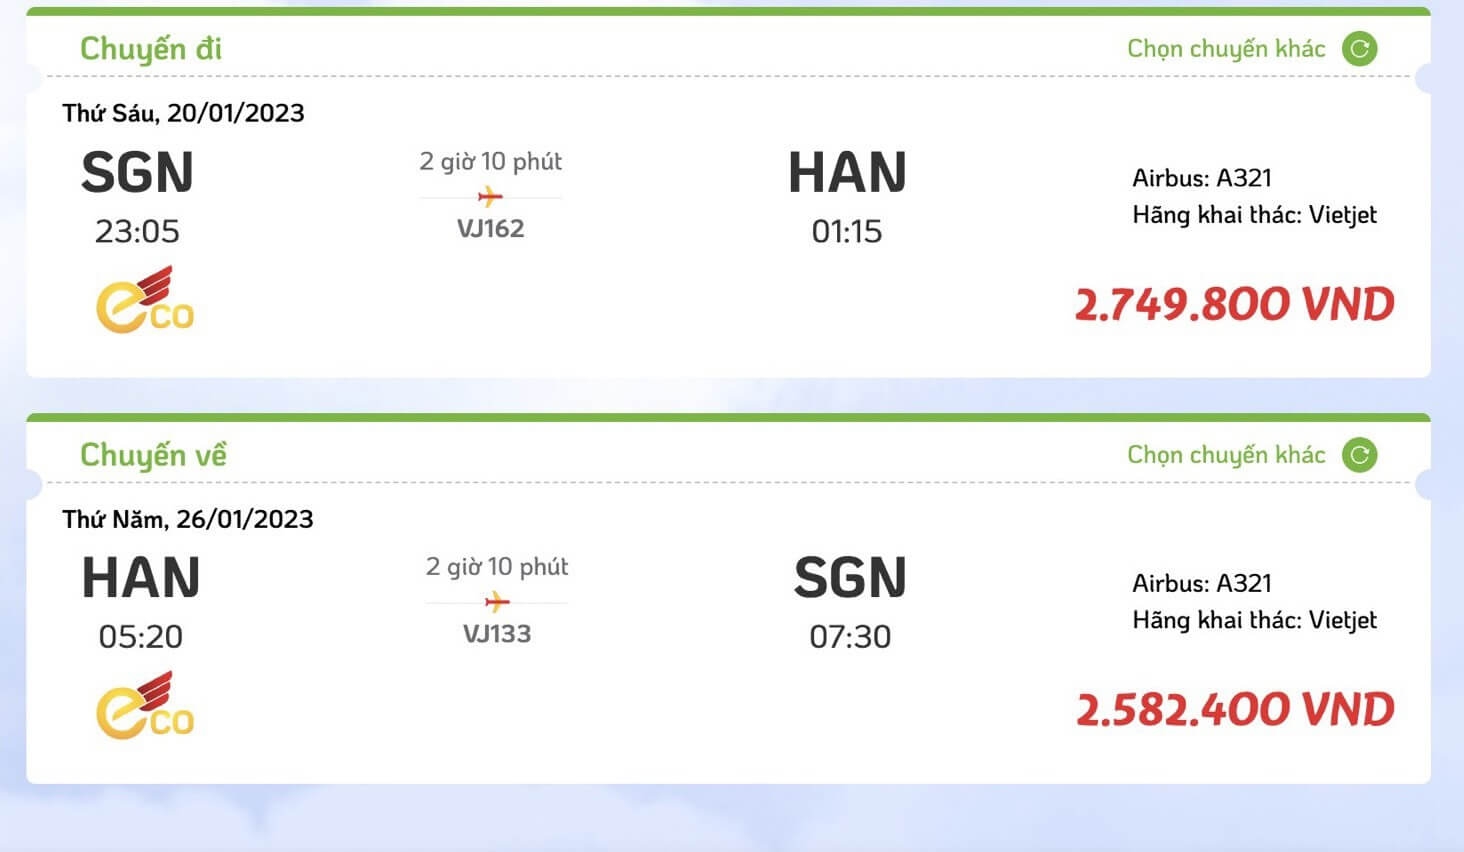 Chuyến đi
Chọn chuyến khác
Thứ Sáu, 20/01/2023
SGN
2 giờ 10 phút
HAN
23:05
VJ162
01:15
Airbus: A321
Hãng khai thác: Vietjet
eco
2.749.800 VND
Chuyến về
Chọn chuyến khác
Thứ Năm, 26/01/2023
HAN
2 giờ 10 phút
SGN
05:20
VJ133
07:30
Airbus: A321
Hãng khai thác: Vietjet
eco
2.582.400 VND